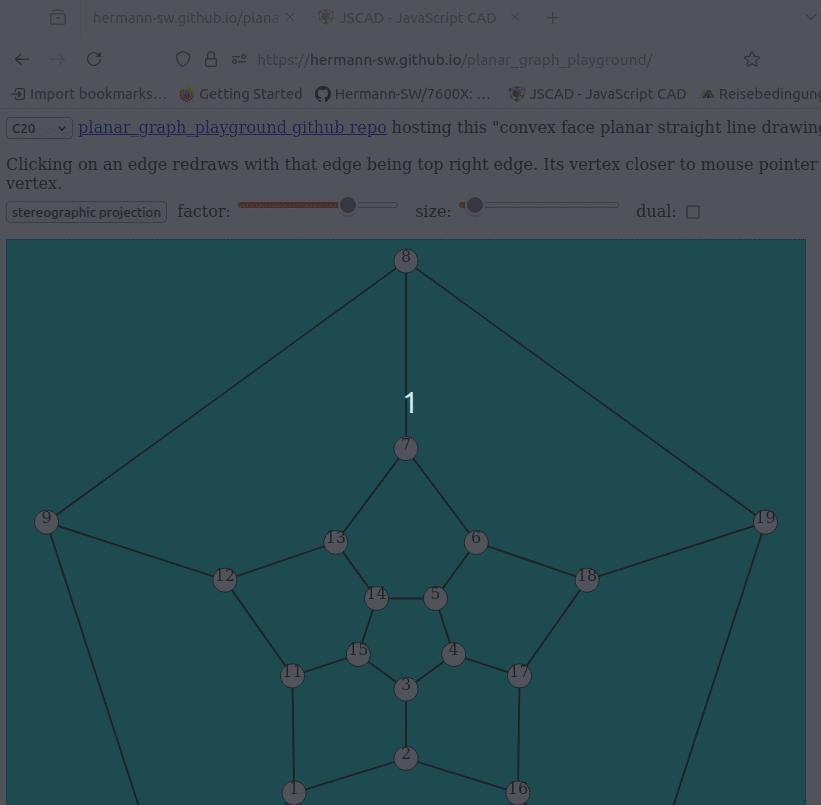 hermann-sw.github.io/plana
JSCAD - JavaScript CAD
https://hermann-sw.github.io/planar_graph_playground/
Import bookmarks…
Getting Started
Hermann-SW/7600X: …
JSCAD - JavaScript CAD
Reisebedingung
C20
planar_graph_playground github repo hosting this "convex face planar straight line drawing
Clicking on an edge redraws with that edge being top right edge. Its vertex closer to mouse pointer
vertex.
stereographic projection factor: size: dual:
8
1
7
9
19
13
6
12
18
14
5
15
4
11
17
3
2
1
16